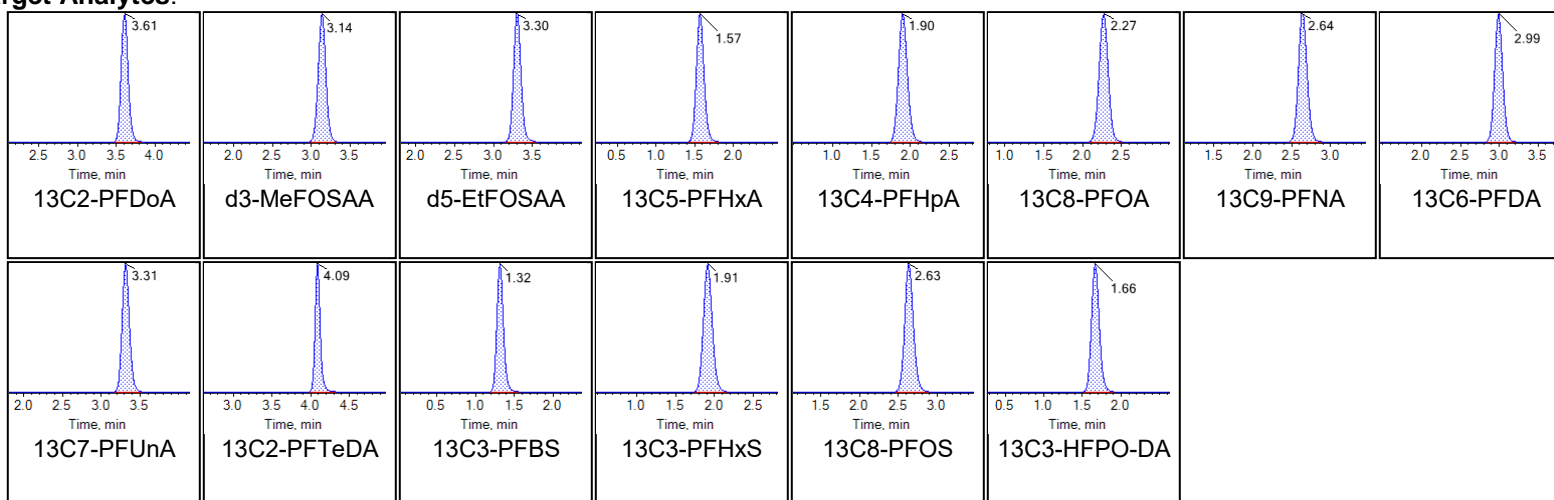 Target Analytes:
3.61
2.5 3.0 3.5 4.0
Time, min
13C2-PFDoA
3.14
2.0 2.5 3.0 3.5
Time, min
d3-MeFOSAA
3.30
2.0 2.5 3.0 3.5
Time, min
d5-EtFOSAA
1.57
0.5 1.0 1.5 2.0
Time, min
13C5-PFHxA
1.90
1.0 1.5 2.0 2.5
Time, min
13C4-PFHpA
2.27
1.0 1.5 2.0 2.5
Time, min
13C8-PFOA
2.64
1.5 2.0 2.5 3.0
Time, min
13C9-PFNA
2.99
2.0 2.5 3.0 3.5
Time, min
13C6-PFDA
3.31
2.0 2.5 3.0 3.5
Time, min
13C7-PFUnA
4.09
3.0 3.5 4.0 4.5
Time, min
13C2-PFTeDA
1.32
0.5 1.0 1.5 2.0
Time, min
13C3-PFBS
1.91
1.0 1.5 2.0 2.5
Time, min
13C3-PFHxS
2.63
1.5 2.0 2.5 3.0
Time, min
13C8-PFOS
1.66
0.5 1.0 1.5 2.0
Time, min
13C3-HFPO-DA